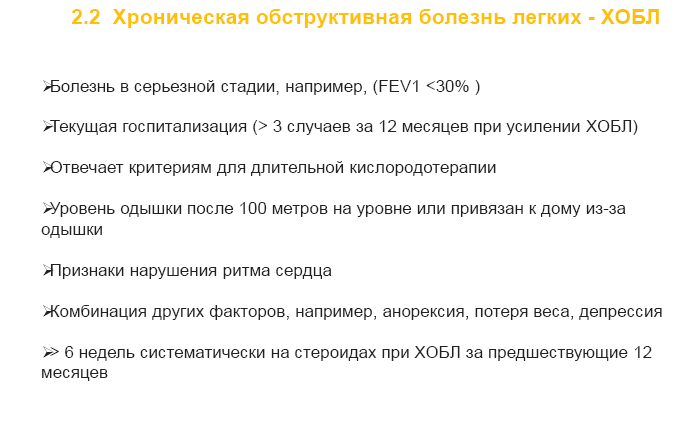 2.2 Хроническая обструктивная болезнь легких - ХОБЛ
➢Болезнь в серьезной стадии, например, (FEV1 <30% )
➢Текущая госпитализация (> 3 случаев за 12 месяцев при усилении ХОБЛ)
➢Отвечает критериям для длительной кислородотерапии
➢Уровень одышки после 100 метров на уровне или привязан к дому из-за
одышки
➢Признаки нарушения ритма сердца
➢Комбинация других факторов, например, анорексия, потеря веса, депрессия
➢> 6 недель систематически на стероидах при ХОБЛ за предшествующие 12
месяцев